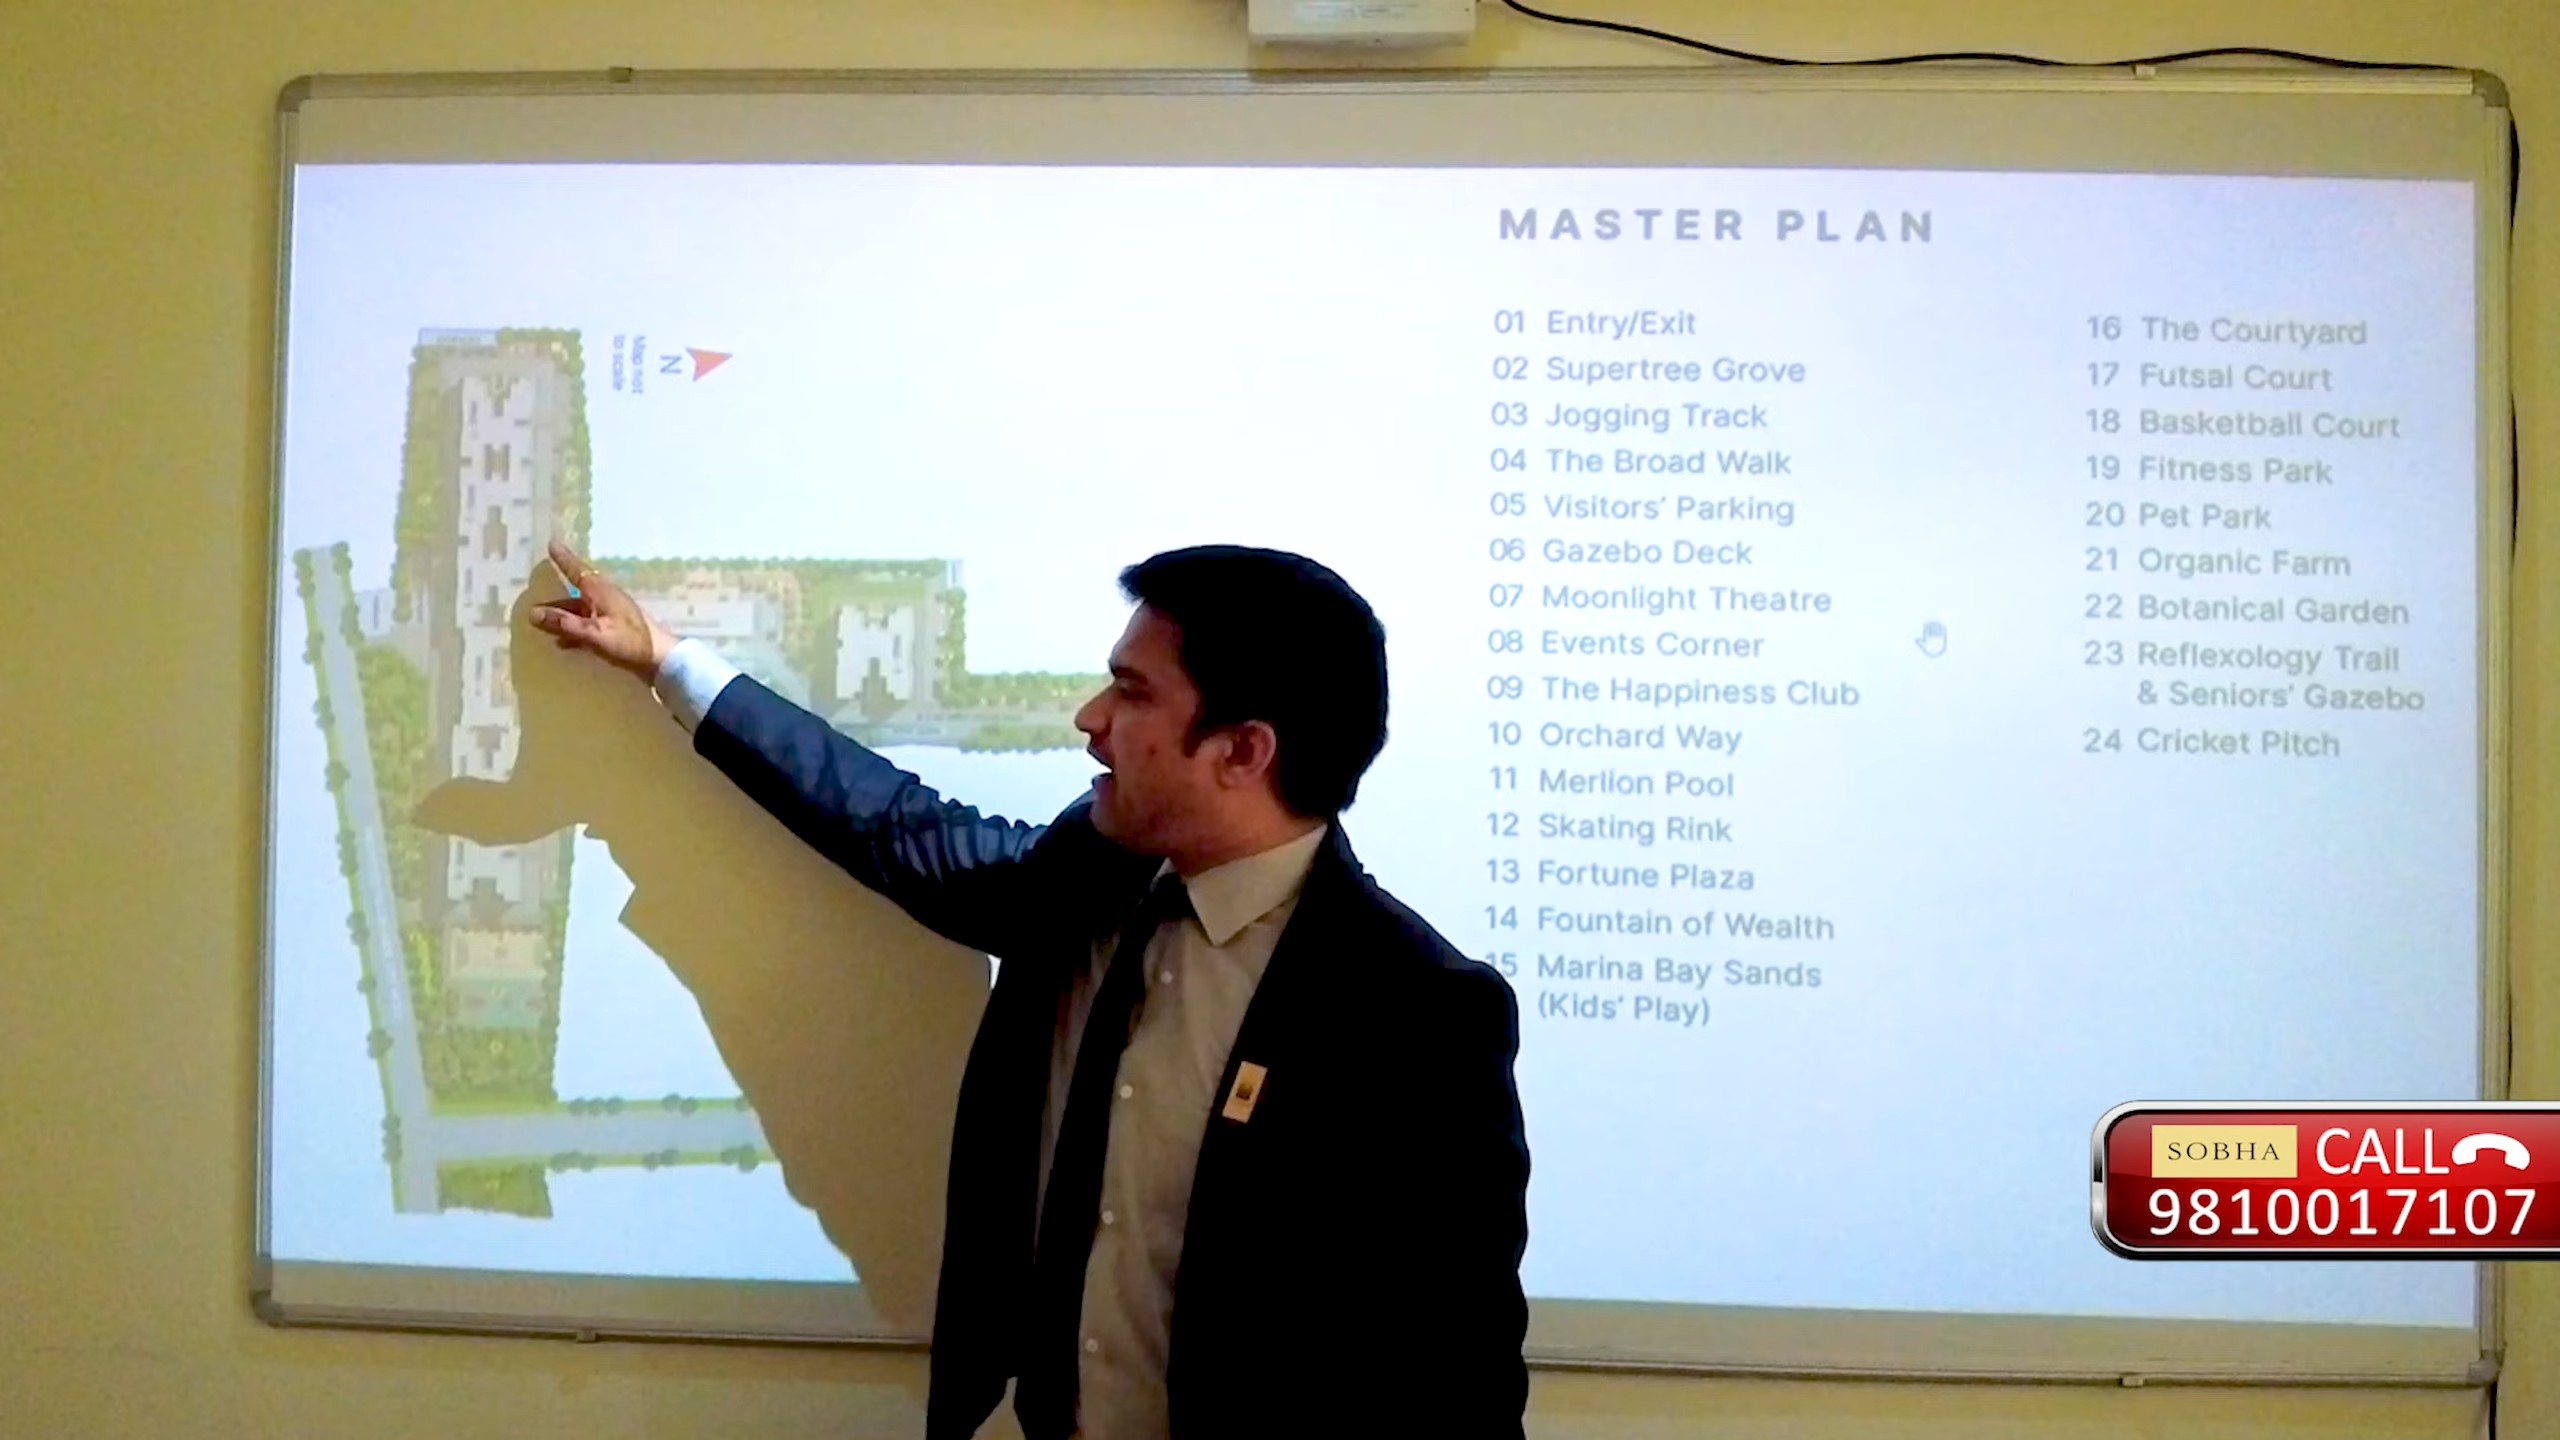 MASTER PLAN
Map not
to scale
N
01 Entry/Exit
02 Supertree Grove
03 Jogging Track
04 The Broad Walk
05 Visitors' Parking
06 Gazebo Deck
07 Moonlight Theatre
08 Events Corner
09 The Happiness Club
10 Orchard Way
11 Merlion Pool
12 Skating Rink
13 Fortune Plaza
14 Fountain of Wealth
15 Marina Bay Sands
(Kids' Play)
16 The Courtyard
17 Futsal Court
18 Basketball Court
19 Fitness Park
20 Pet Park
21 Organic Farm
22 Botanical Garden
23 Reflexology Trail
& Seniors' Gazebo
24 Cricket Pitch
SOBHA CALL
9810017107